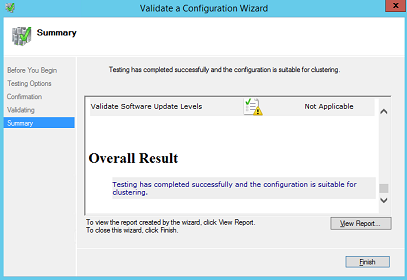 Validate a Configuration Wizard
Summary
Before You Begin
Testing Options
Confirmation
Validating
Summary
Testing has completed successfully and the configuration is suitable for clustering.
Validate Software Update Levels Not Applicable
Overall Result
Testing has completed successfully and the configuration is suitable for
clustering.
To view the report created by the wizard, click View Report.
To close this wizard, click Finish.
View Report...
Finish